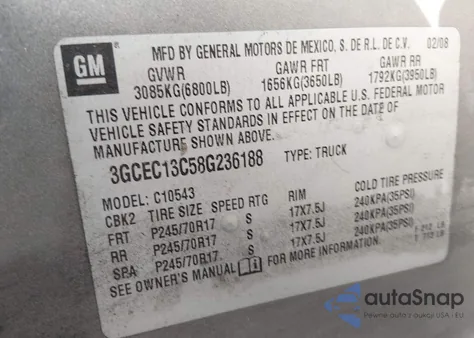 GM
MFD BY GENERAL MOTORS DE MEXICO, S. DE R.L. DE C.V. 02/08
GVWR GAWR FRT GAWR RR
3085KG(6800LB) 1656KG(3650LB) 1792KG(3950LB)
THIS VEHICLE CONFORMS TO ALL APPLICABLE U.S. FEDERAL MOTOR
VEHICLE SAFETY STANDARDS IN EFFECT ON THE DATE OF
MANUFACTURE SHOWN ABOVE.
3GCEC13C58G236188 TYPE: TRUCK
MODEL: C10543
CBK2 TIRE SIZE SPEED RTG RIM COLD TIRE PRESSURE
FRT P245/70R17 S 17X7.5J 240KPA(35PSI)
RR P245/70R17 S 17X7.5J 240KPA(35PSI)
SPA P245/70R17 S 17X7.5J 240KPA(35PSI)
SEE OWNER'S MANUAL FOR MORE INFORMATION.
autoSnap
Pewne auto z USA i EU